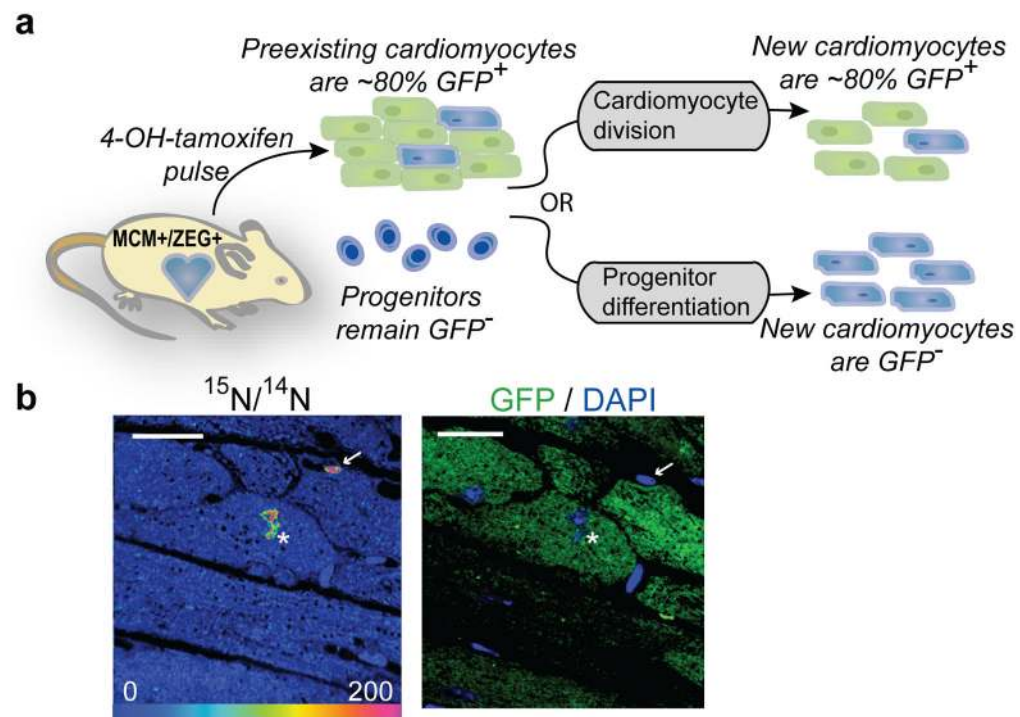 a
Preexisting cardiomyocytes
are ~80% GFP⁺
New cardiomyocytes
are ~80% GFP⁺
4-OH-tamoxifen
pulse
Cardiomyocyte
division
MCM+/ZEG+
OR
Progenitors
remain GFP⁻
Progenitor
differentiation
New cardiomyocytes
are GFP⁻
b
¹⁵N/¹⁴N
GFP / DAPI
*
*
0
200